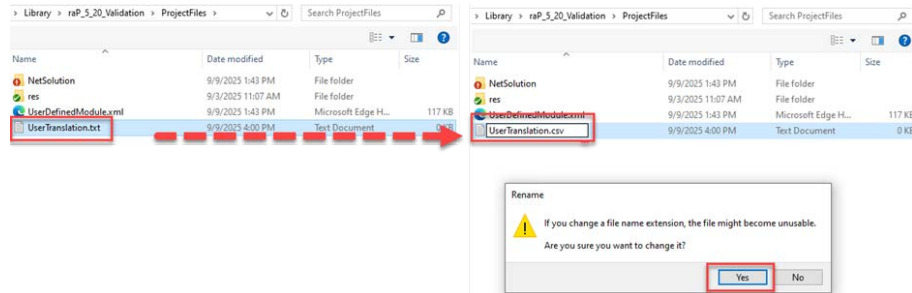 > Library > raP_5_20_Validation > ProjectFiles >
Search ProjectFiles
Name Date modified Type Size
NetSolution 9/9/2025 1:43 PM File folder
res 9/3/2025 11:07 AM File folder
UserDefinedModule.xml 9/9/2025 1:43 PM Microsoft Edge H... 117 KB
UserTranslation.txt 9/9/2025 4:00 PM Text Document 0 KB
> Library > raP_5_20_Validation > ProjectFiles
Search ProjectFiles
Name Date modified Type Size
NetSolution 9/9/2025 1:43 PM File folder
res 9/3/2025 11:07 AM File folder
UserDefinedModule.xml 9/9/2025 1:43 PM Microsoft Edge H... 117 KB
UserTranslation.csv 9/9/2025 4:00 PM Text Document 0 KB
Rename
If you change a file name extension, the file might become unusable.
Are you sure you want to change it?
Yes No